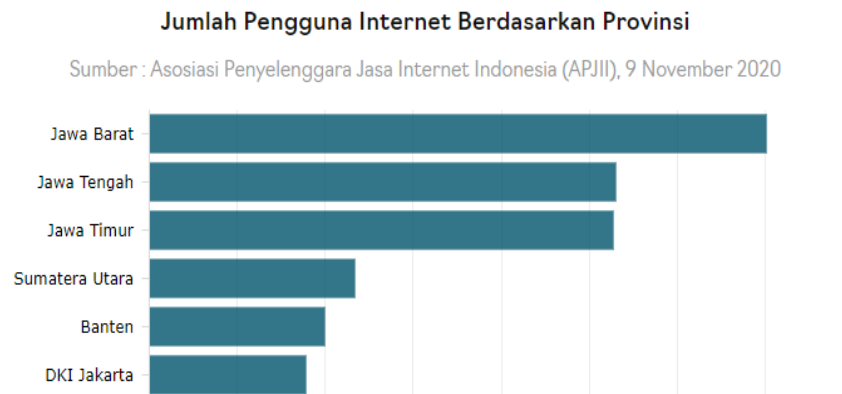 Jumlah Pengguna Internet Berdasarkan Provinsi
Sumber : Asosiasi Penyelenggara Jasa Internet Indonesia (APJII), 9 November 2020
Jawa Barat
Jawa Tengah
Jawa Timur
Sumatera Utara
Banten
DKI Jakarta